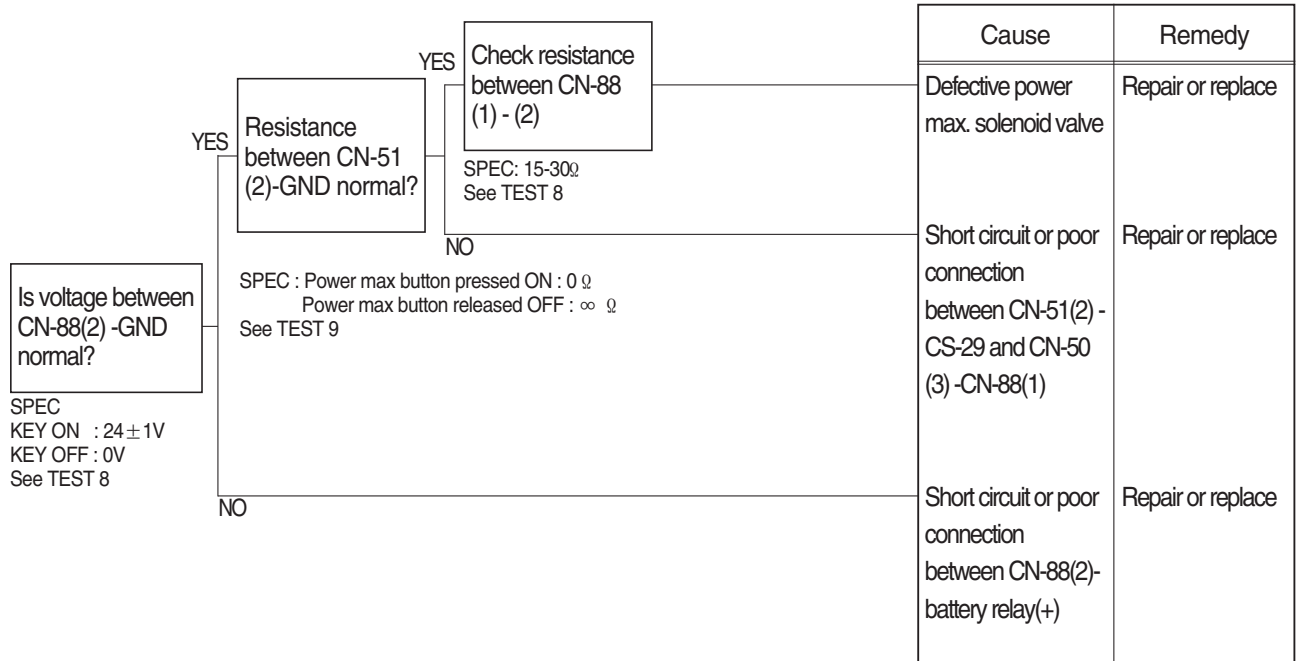 Is voltage between
CN-88(2) -GND
normal?
SPEC
KEY ON : 24±1V
KEY OFF : 0V
See TEST 8
YES
NO
Resistance
between CN-51
(2)-GND normal?
SPEC : Power max button pressed ON : 0 Ω
Power max button released OFF : ∞ Ω
See TEST 9
YES
NO
Check resistance
between CN-88
(1) - (2)
SPEC: 15-30Ω
See TEST 8
Cause
Remedy
Defective power
max. solenoid valve
Repair or replace
Short circuit or poor
connection
between CN-51(2) -
CS-29 and CN-50
(3) -CN-88(1)
Repair or replace
Short circuit or poor
connection
between CN-88(2)-
battery relay(+)
Repair or replace